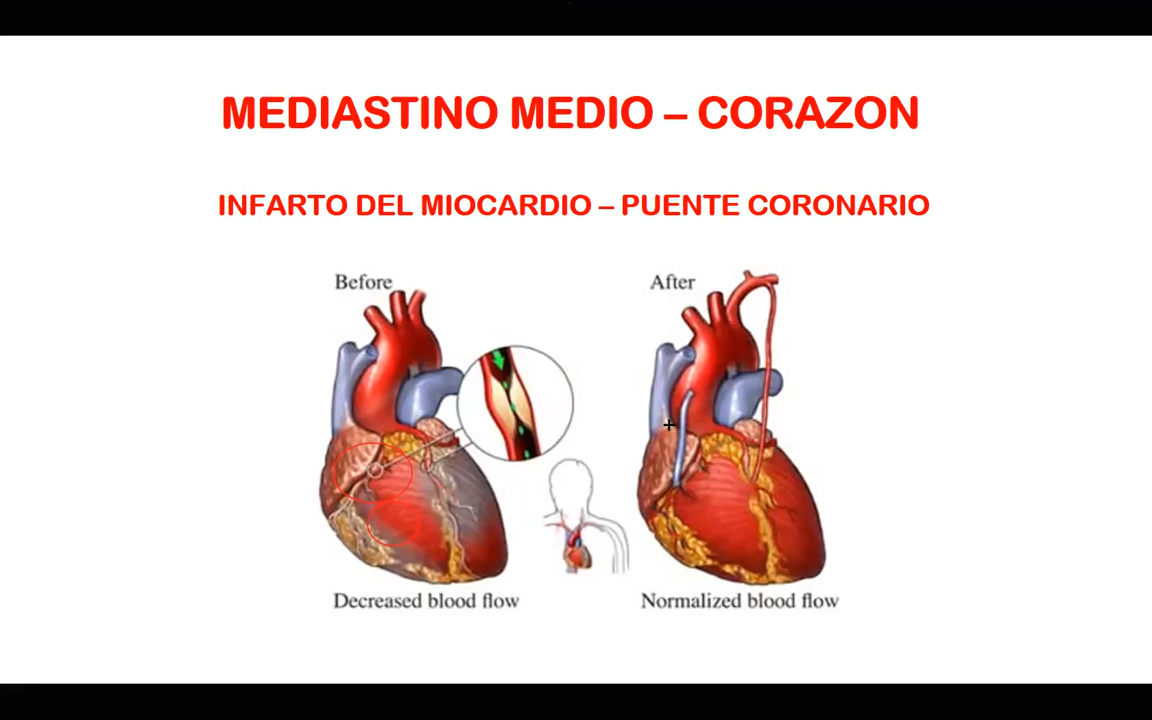 MEDIASTINO MEDIO – CORAZON
INFARTO DEL MIOCARDIO – PUENTE CORONARIO
Before
After
Decreased blood flow
Normalized blood flow